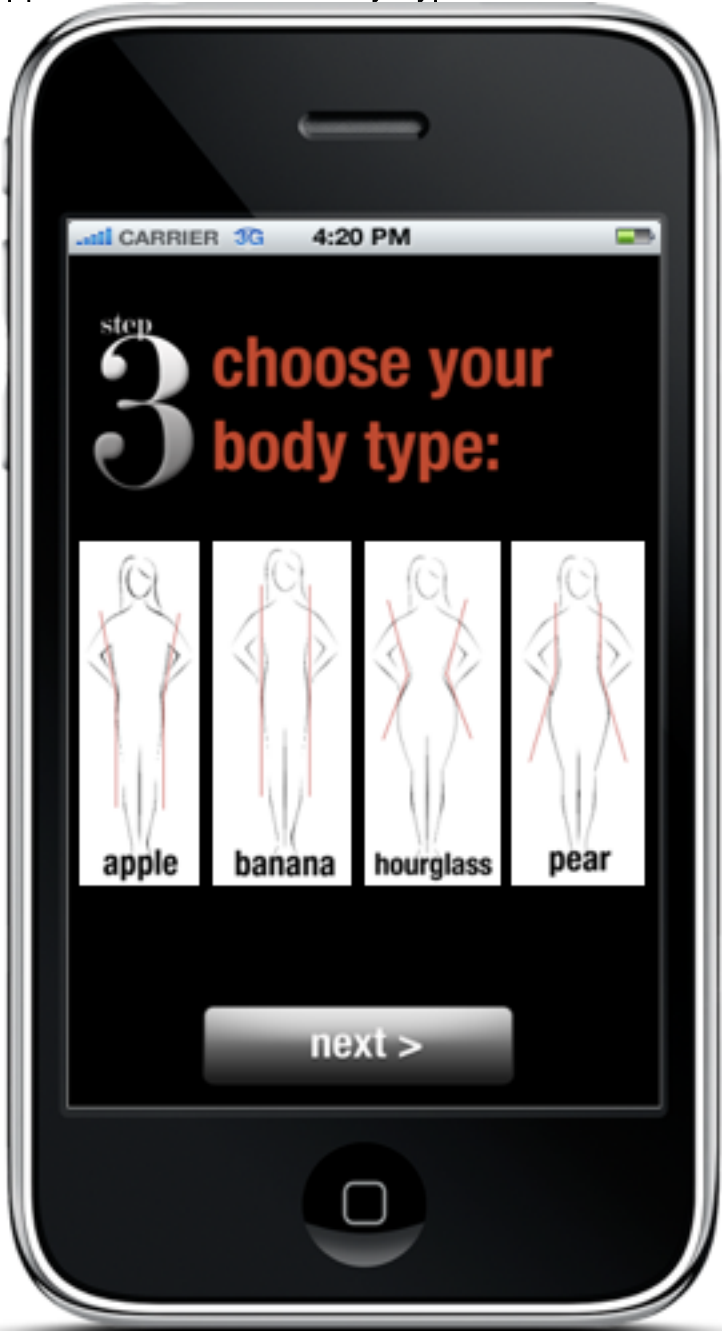 CARRIER 3G 4:20 PM
step
3 choose your
body type:
apple banana hourglass pear
next >